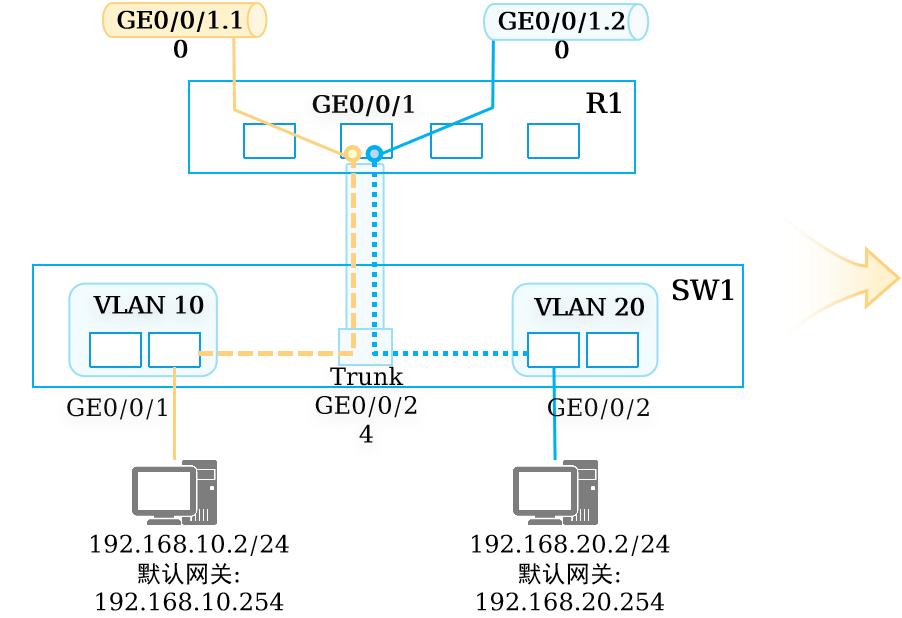 GE0/0/1.1
0
GE0/0/1.2
0
GE0/0/1
R1
SW1
VLAN 10
VLAN 20
Trunk
GE0/0/2
4
GE0/0/1
GE0/0/2
192.168.10.2/24
默认网关:
192.168.10.254
192.168.20.2/24
默认网关:
192.168.20.254